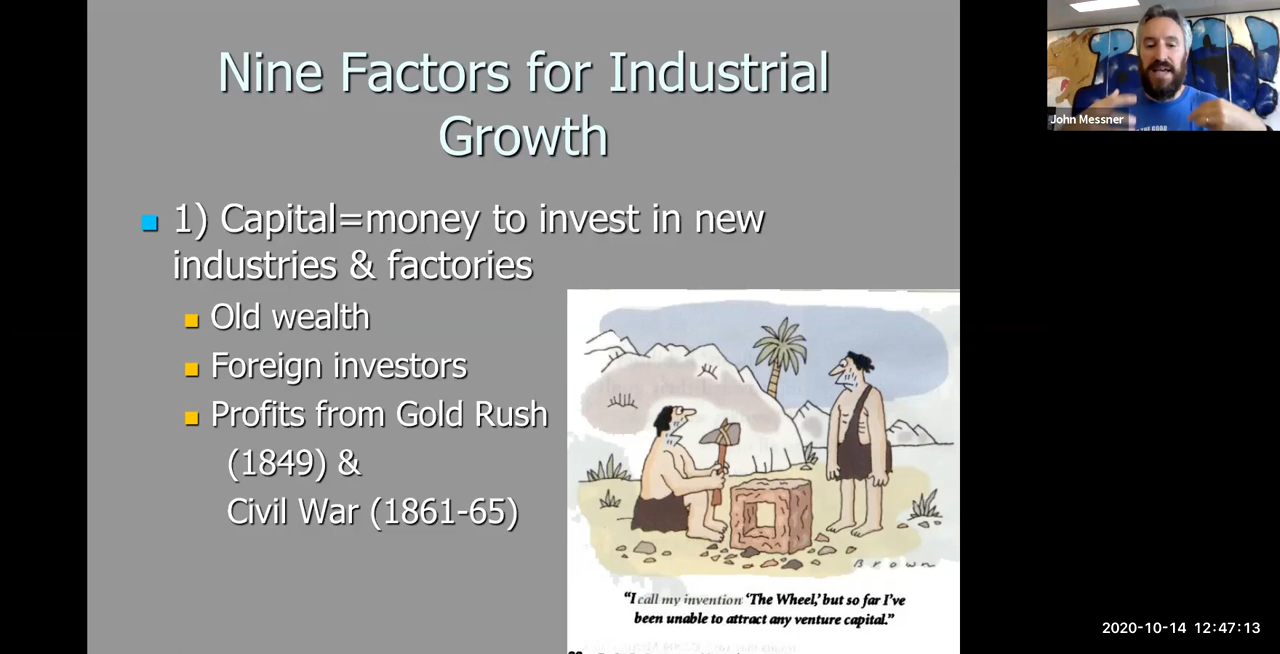 Nine Factors for Industrial
Growth
1) Capital=money to invest in new
industries & factories
Old wealth
Foreign investors
Profits from Gold Rush
(1849) &
Civil War (1861-65)
Brown
"I call my invention 'The Wheel,' but so far I've
been unable to attract any venture capital."
John Messner
2020-10-14 12:47:13